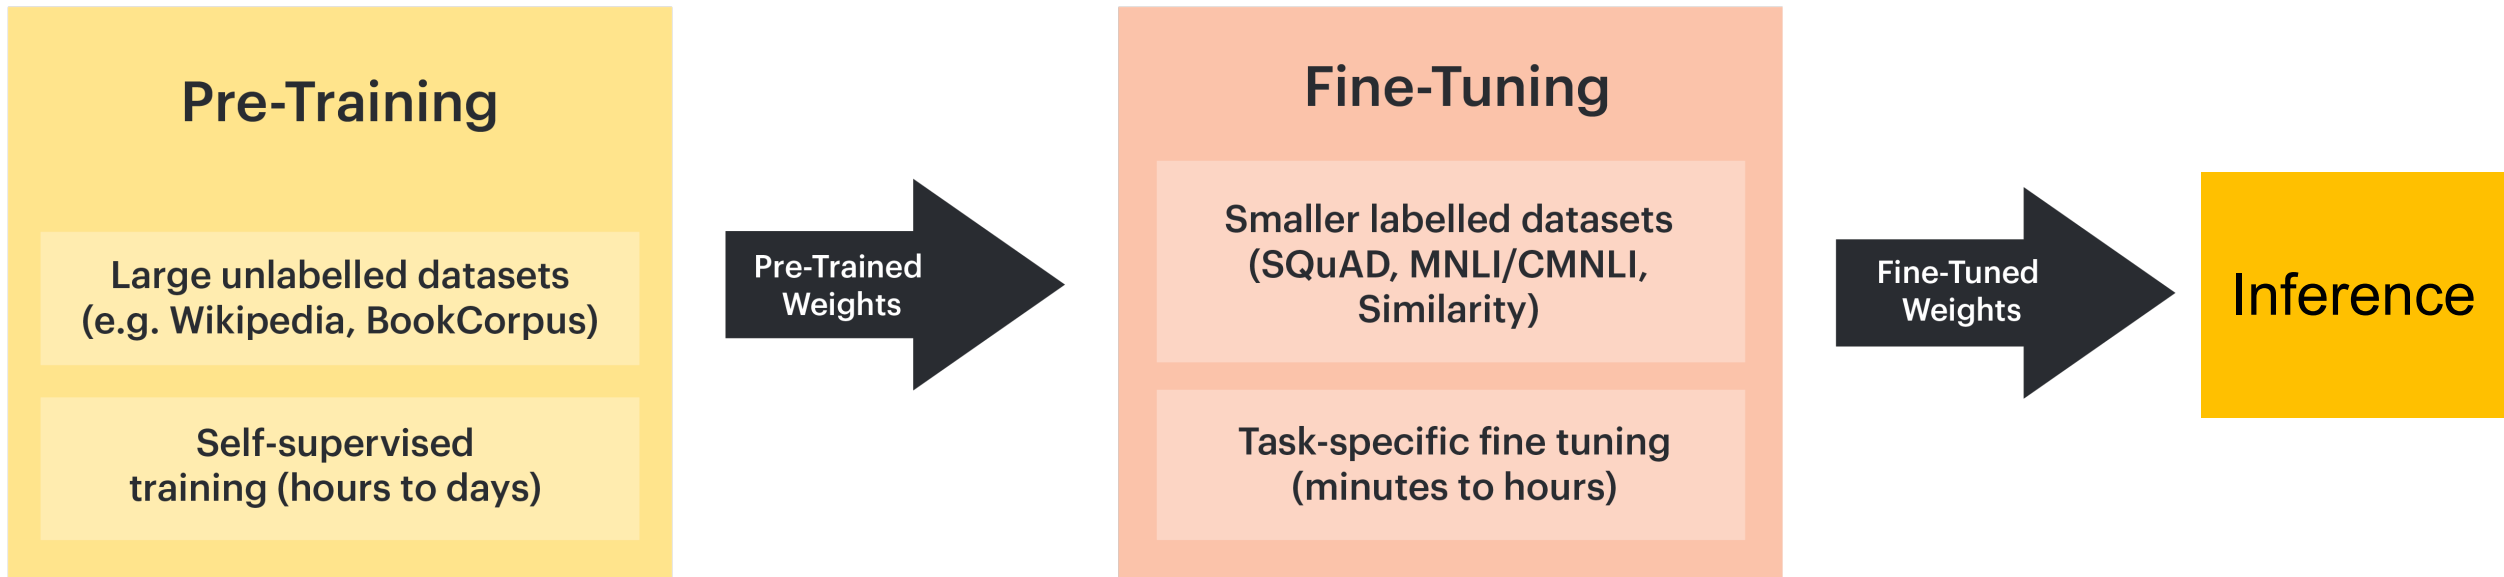 Pre-Training
Large unlabelled datasets
(e.g. Wikipedia, BookCorpus)
Self-supervised
training (hours to days)
Pre-Trained
Weights
Fine-Tuning
Smaller labelled datasets
(SQuAD, MNLI/CMNLI,
Similarity)
Task-specific fine tuning
(minutes to hours)
Fine-Tuned
Weights
Inference